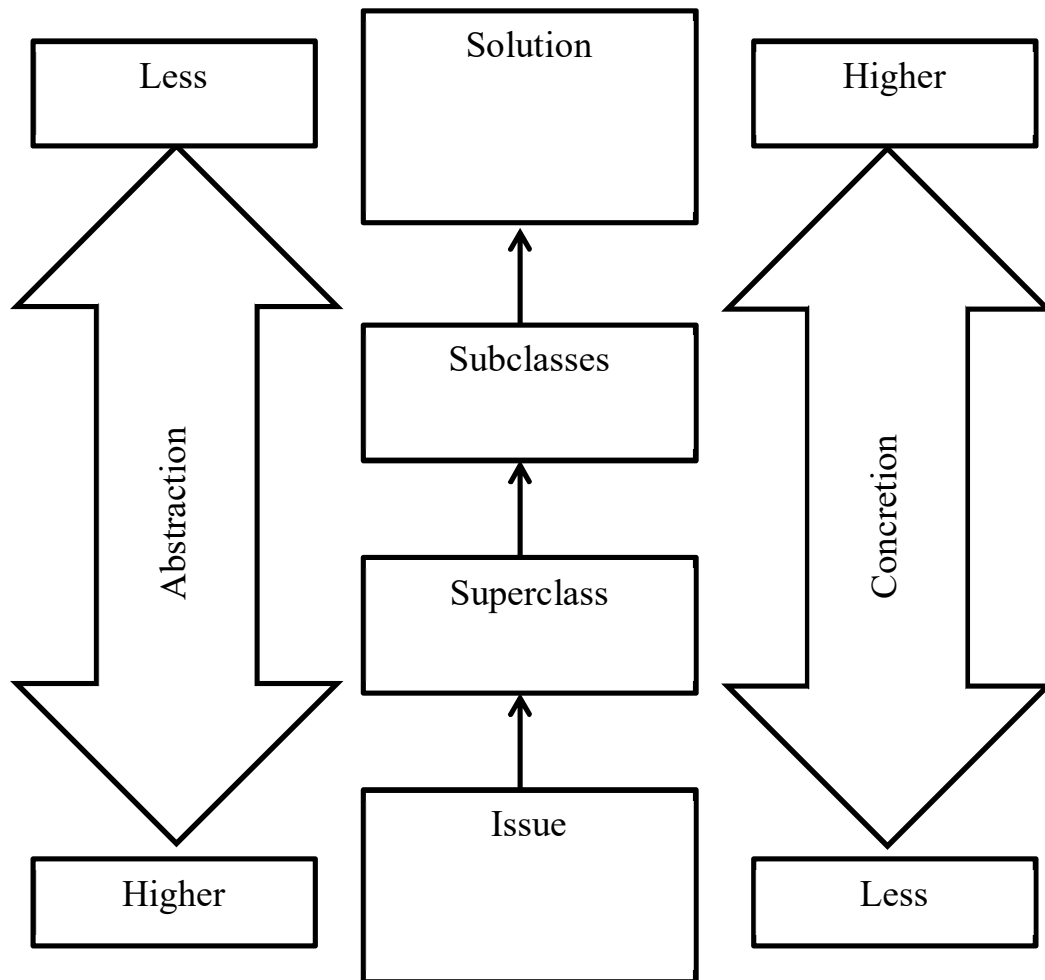 Less
Solution
Higher
Subclasses
Abstraction
Concretion
Superclass
Issue
Higher
Less